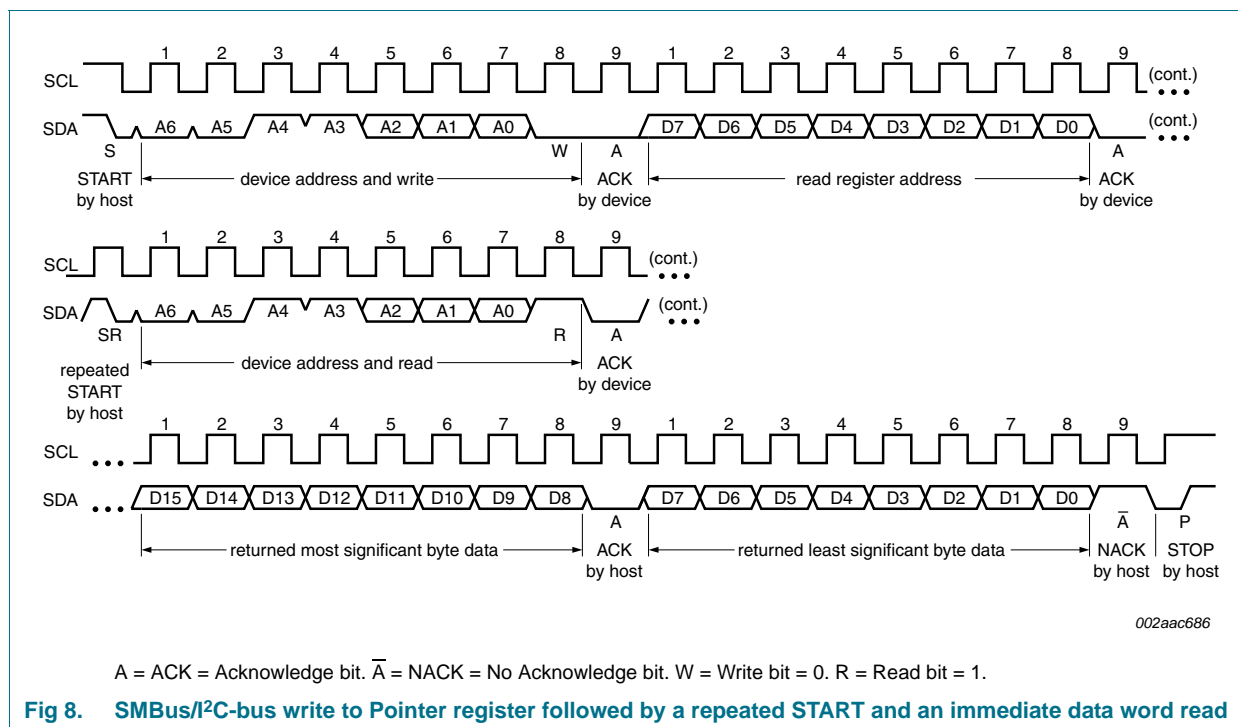 1 2 3 4 5 6 7 8 9 1 2 3 4 5 6 7 8 9
SCL (cont.)
SDA A6 A5 A4 A3 A2 A1 A0 D7 D6 D5 D4 D3 D2 D1 D0 (cont.)
S W A A
START by host
device address and write
ACK by device
read register address
ACK by device
1 2 3 4 5 6 7 8 9
SCL (cont.)
SDA A6 A5 A4 A3 A2 A1 A0 (cont.)
SR R A
repeated START by host
device address and read
ACK by device
1 2 3 4 5 6 7 8 9 1 2 3 4 5 6 7 8 9
SCL
SDA D15 D14 D13 D12 D11 D10 D9 D8 D7 D6 D5 D4 D3 D2 D1 D0
A A̅ P
returned most significant byte data
ACK by host
returned least significant byte data
NACK by host
STOP by host
002aac686
A = ACK = Acknowledge bit. A̅ = NACK = No Acknowledge bit. W = Write bit = 0. R = Read bit = 1.
Fig 8. SMBus/I²C-bus write to Pointer register followed by a repeated START and an immediate data word read